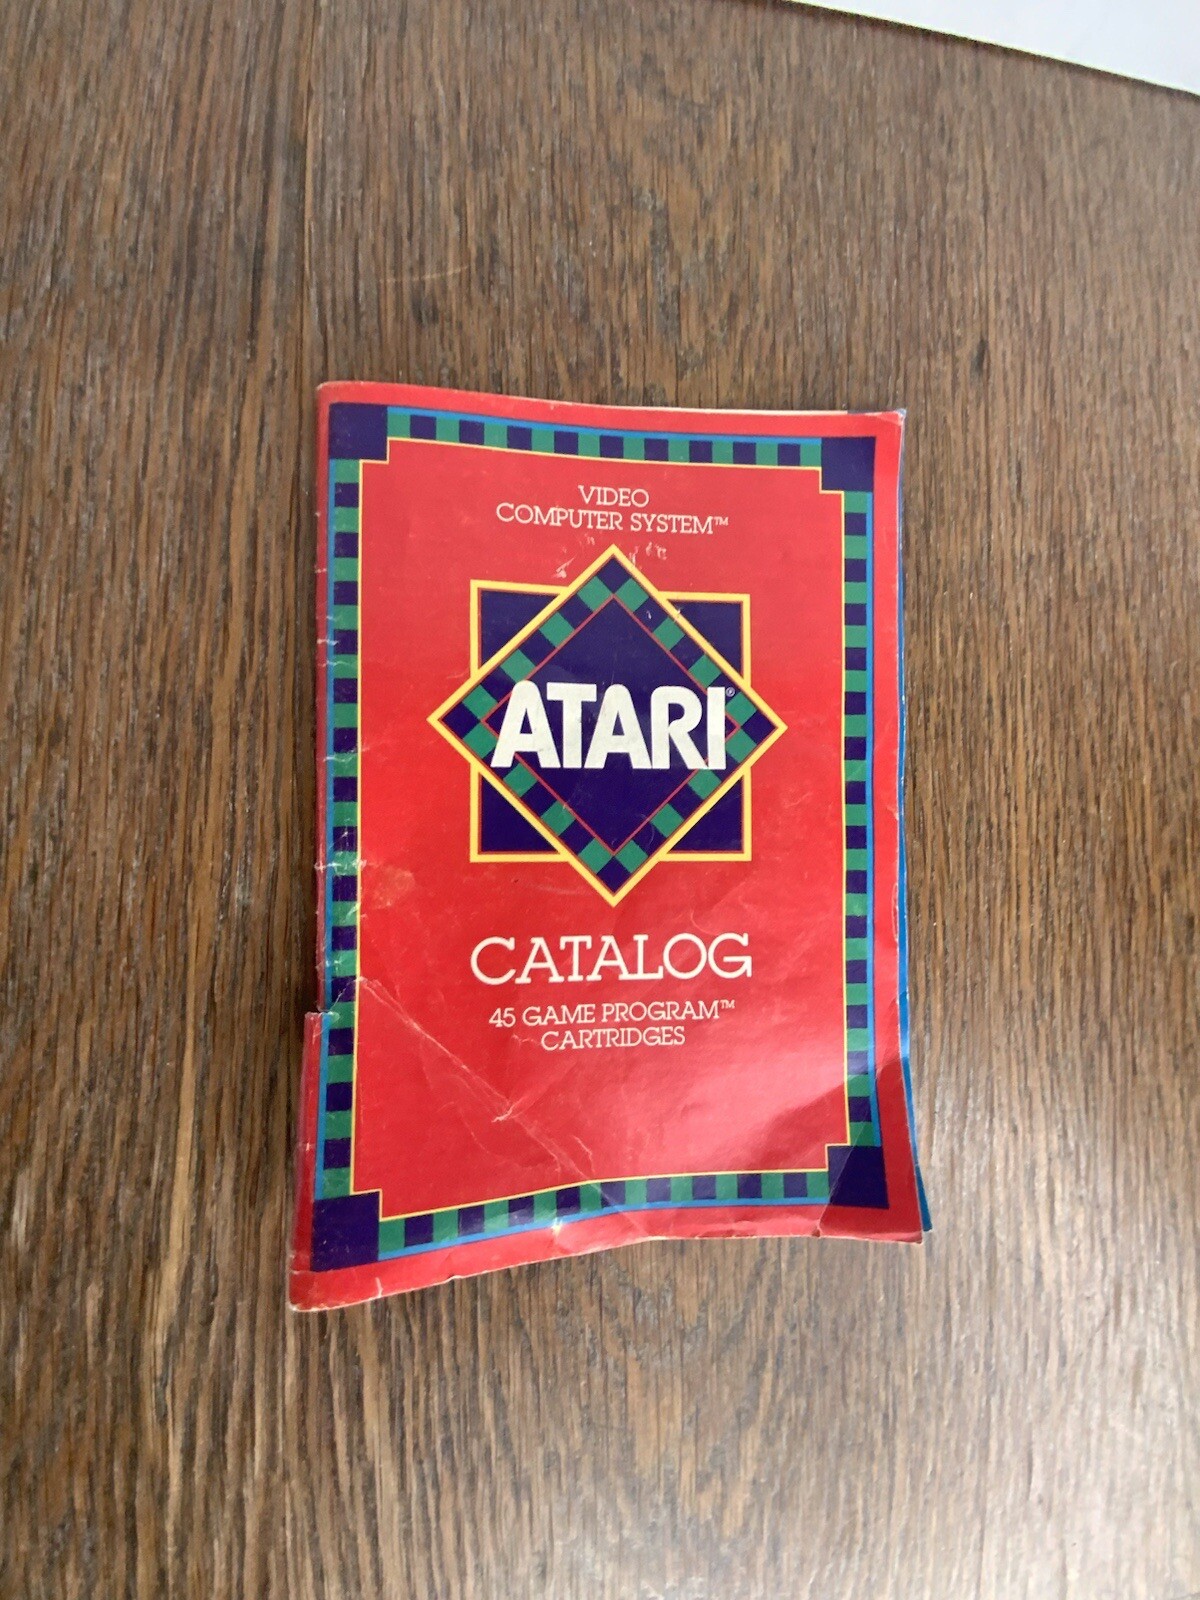 VIDEO
COMPUTER SYSTEM™
ATARI®
CATALOG
45 GAME PROGRAM™
CARTRIDGES